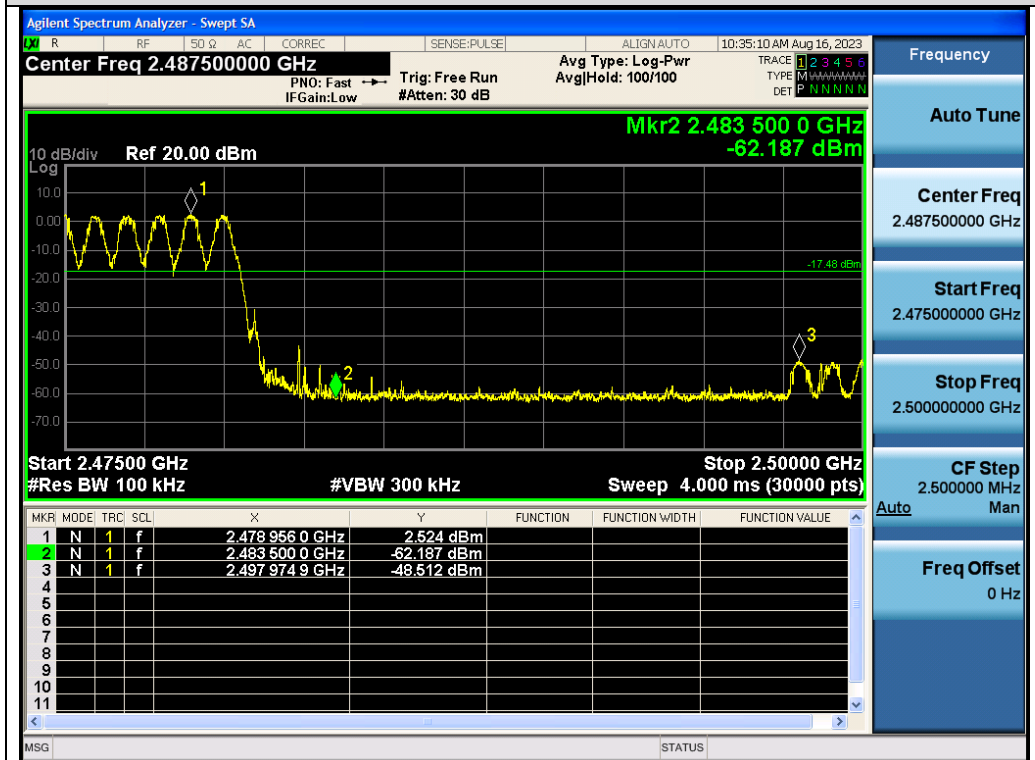 Agilent Spectrum Analyzer - Swept SA
LXI R RF 50 Ω AC CORREC SENSE:PULSE ALIGN AUTO 10:35:10 AM Aug 16, 2023
Center Freq 2.487500000 GHz
PNO: Fast
IFGain:Low
Trig: Free Run
#Atten: 30 dB
Avg Type: Log-Pwr
Avg|Hold: 100/100
TRACE 1 2 3 4 5 6
TYPE M
DET P N N N N N
Frequency
Auto Tune
Center Freq
2.487500000 GHz
Start Freq
2.475000000 GHz
Stop Freq
2.500000000 GHz
CF Step
2.500000 MHz
Auto Man
Freq Offset
0 Hz
Mkr2 2.483 500 0 GHz
-62.187 dBm
10 dB/div Ref 20.00 dBm
Log
10.0
0.00
-10.0
-20.0
-30.0
-40.0
-50.0
-60.0
-70.0
1
2
3
-17.48 dBm
Start 2.47500 GHz Stop 2.50000 GHz
#Res BW 100 kHz #VBW 300 kHz Sweep 4.000 ms (30000 pts)
MKR MODE TRC SCL X Y FUNCTION FUNCTION WIDTH FUNCTION VALUE
1 N 1 f 2.478 956 0 GHz 2.524 dBm
2 N 1 f 2.483 500 0 GHz -62.187 dBm
3 N 1 f 2.497 974 9 GHz -48.512 dBm
4
5
6
7
8
9
10
11
MSG STATUS